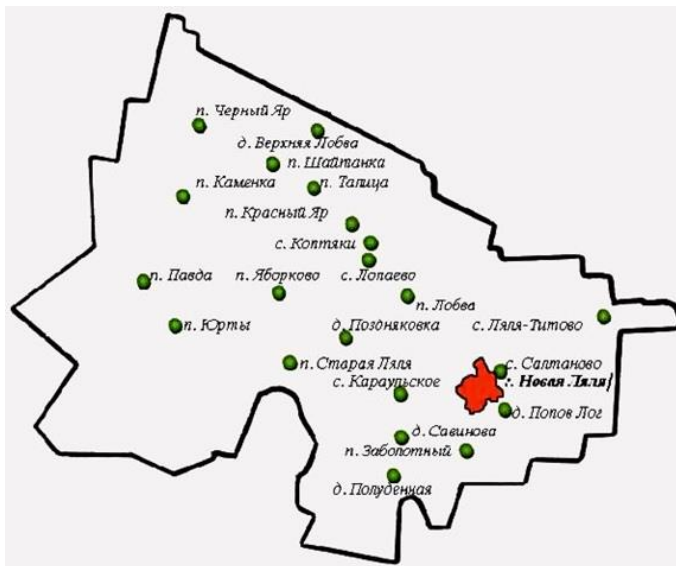 п. Черный Яр
д. Верхняя Лобва
п. Шайтанка
п. Каменка
п. Талица
п. Красный Яр
с. Коптяки
п. Павда
п. Яборково
с. Лопаево
п. Лобва
с. Ляля-Титово
п. Юрты
д. Поздняковка
п. Старая Ляля
с. Салтаново
с. Караульское
г. Новая Ляля}
д. Попов Лог
д. Савинова
п. Заболотный
д. Полуденная